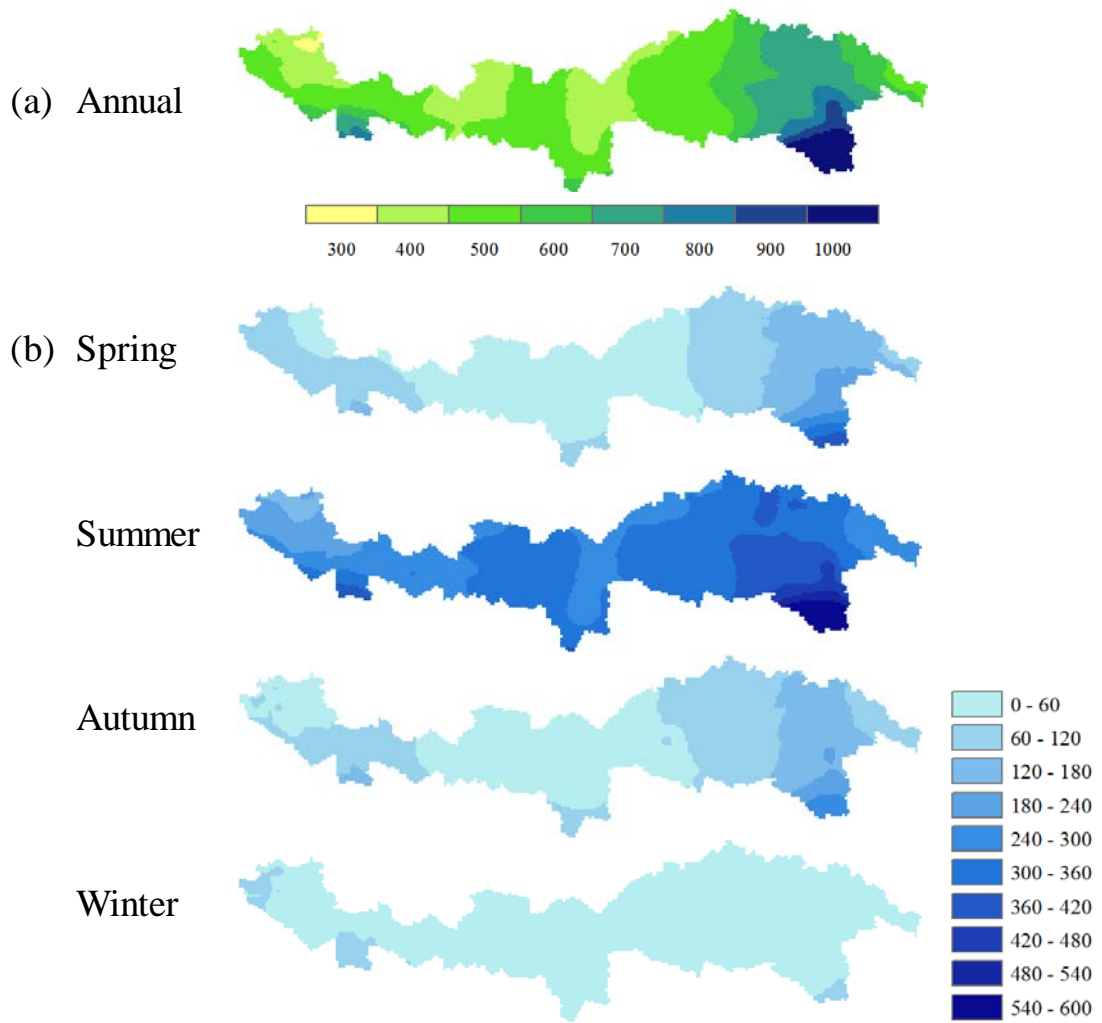 (a) Annual
300 400 500 600 700 800 900 1000
(b) Spring
Summer
Autumn
Winter
0 - 60
60 - 120
120 - 180
180 - 240
240 - 300
300 - 360
360 - 420
420 - 480
480 - 540
540 - 600